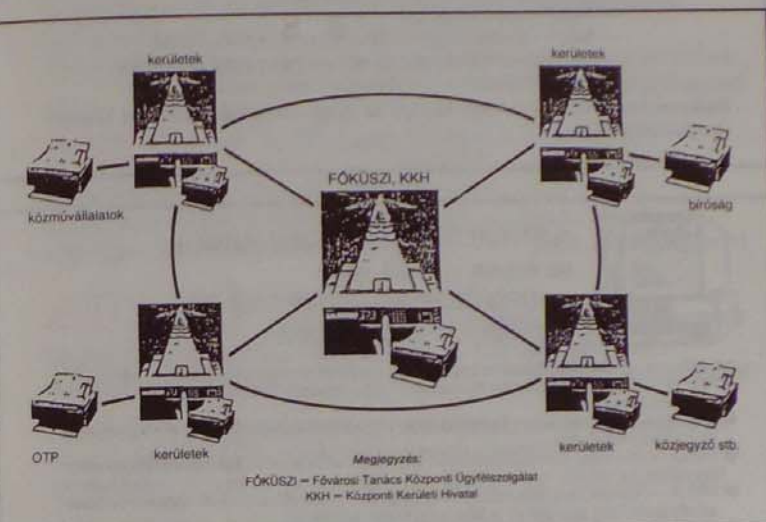 kerületek
kerületek
FŐKÜSZI, KKH
közművállalatok
bíróság
OTP
kerületek
kerületek
közjegyző stb.
Megjegyzés:
FŐKÜSZI — Fővárosi Tanács Központi Ügyfélszolgálat
KKH — Központi Kerületi Hivatal